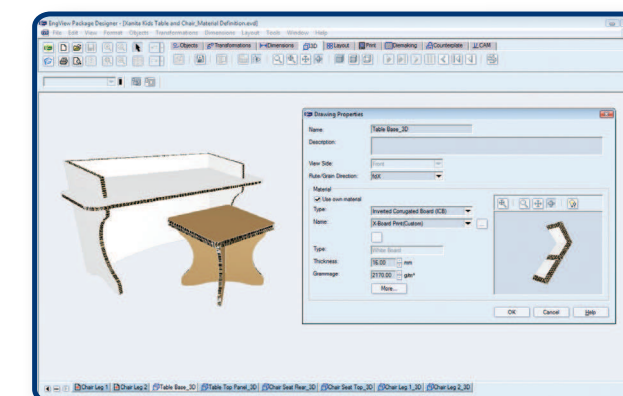 EngView Package Designer - [Xanita Kids Table and Chair_Material Definition.evd]
File Edit View Format Objects Transformations Dimensions Layout Tools Window Help
Objects Transformations Dimensions 3D Layout Print Diemaking Counterplate CAM
Drawing Properties
Name: Table Base_3D
Description:
View Side: Front
Flute/Grain Direction:
Material
Use own material
Type: Inverted Corrugated Board (ICB)
Name: X-Board Print(Custom)
Type: White Board
Thickness: 16.00 mm
Grammage: 2170.00 g/m²
More...
OK Cancel Help
Chair Leg 1 Chair Leg 2 Table Base_3D Table Top Panel_3D Chair Seat Rear_3D Chair Seat Top_3D Chair Leg 1_3D Chair Leg 2_3D